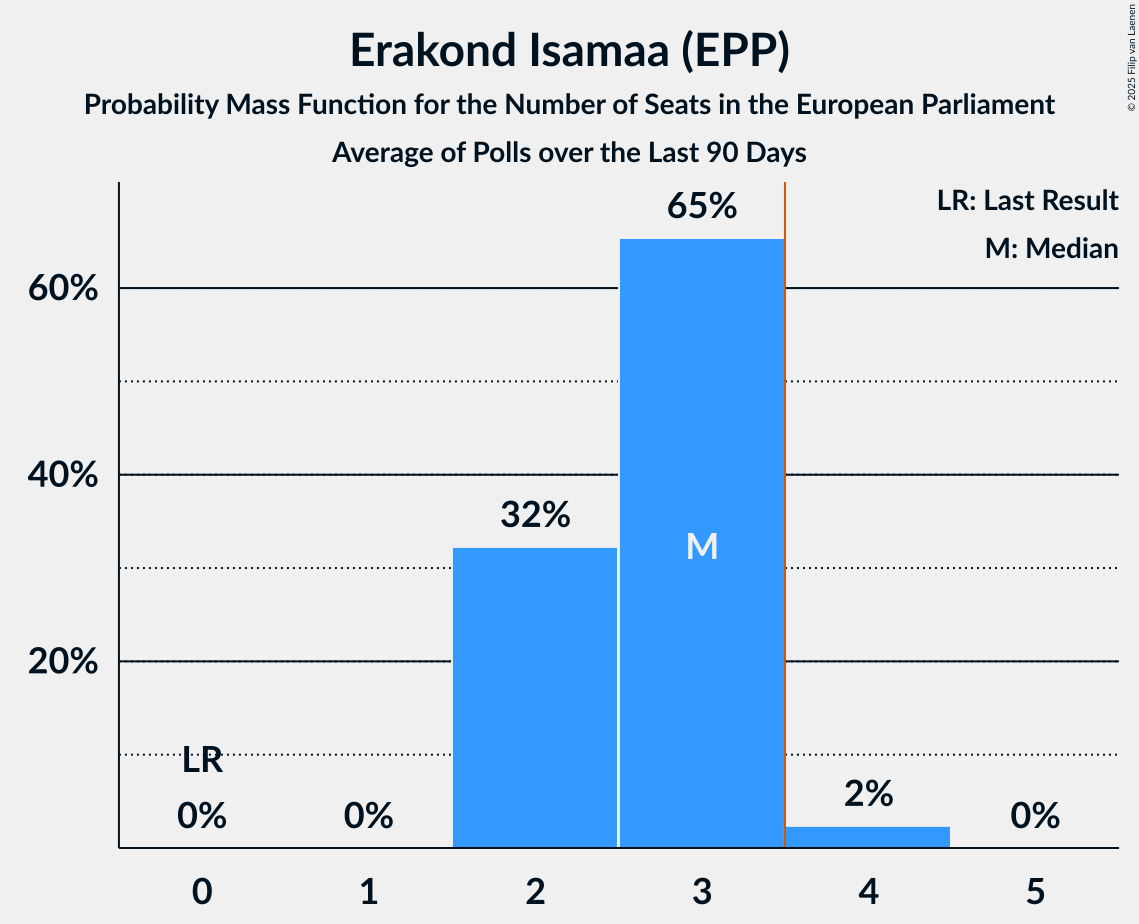 Erakond Isamaa (EPP)
Probability Mass Function for the Number of Seats in the European Parliament
Average of Polls over the Last 90 Days
© 2025 Filip van Laenen
LR: Last Result
M: Median
65%
60%
40%
32%
M
20%
LR
0%
0%
2%
0%
0
1
2
3
4
5